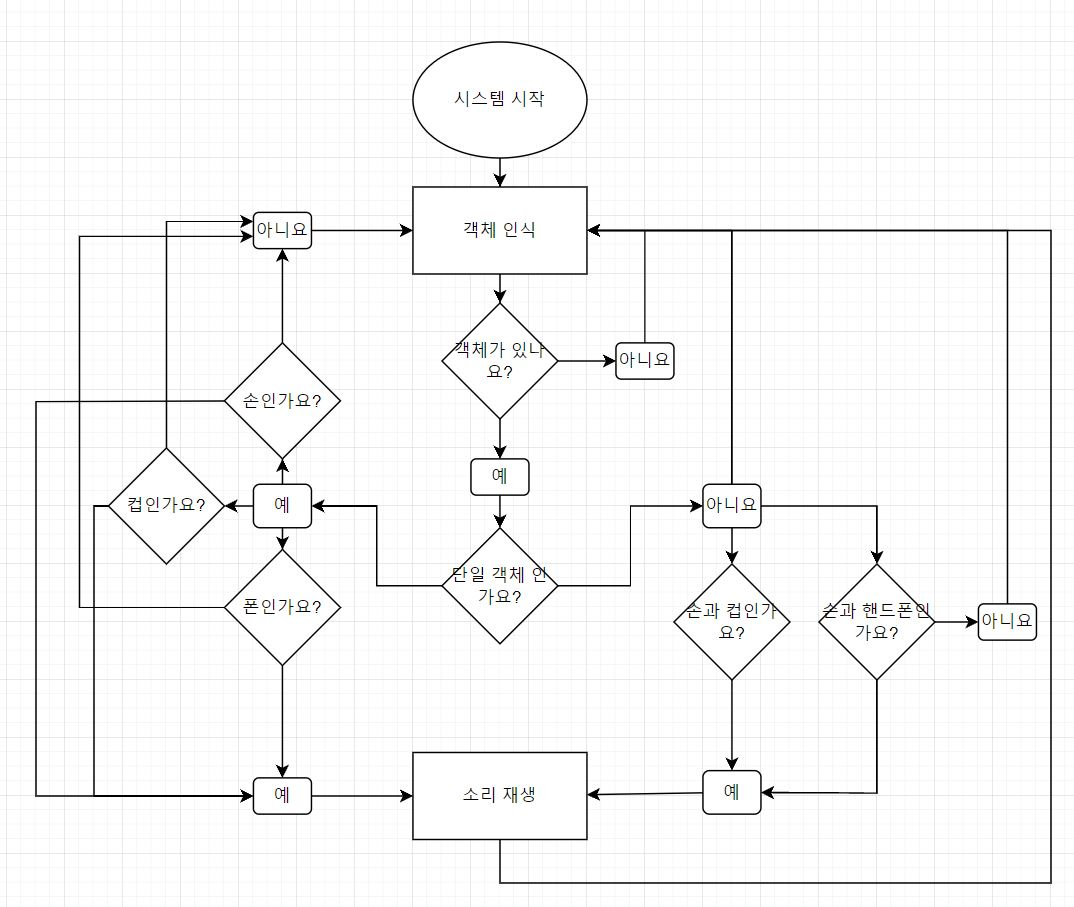 시스템 시작
아니요
객체 인식
객체가 있나
요?
아니요
손인가요?
예
컵인가요?
예
아니요
단일 객체 인
가요?
폰인가요?
손과 컵인가
요?
손과 핸드폰인
가요?
아니요
예
소리 재생
예